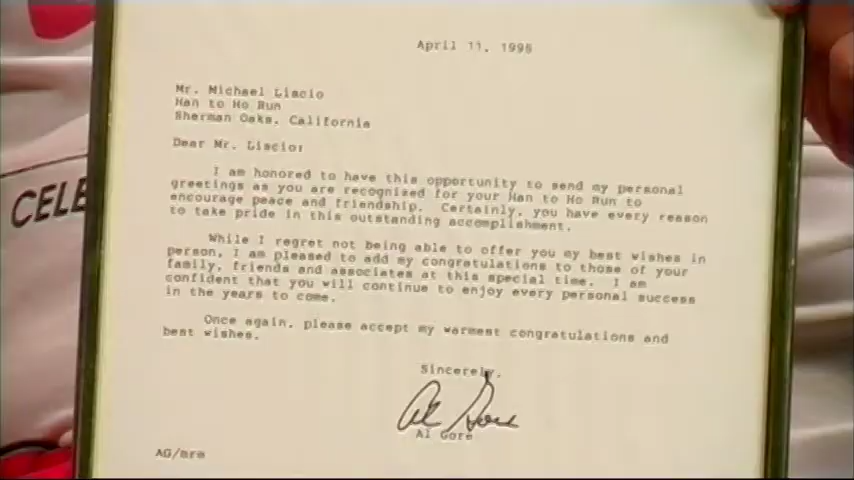 April 11, 1998
Mr. Michael Liscio
Han to Ho Run
Sherman Oaks, California
Dear Mr. Liscio:
I am honored to have this opportunity to send my personal
greetings as you are recognized for your Han to Ho Run to
encourage peace and friendship. Certainly, you have every reason
to take pride in this outstanding accomplishment.
While I regret not being able to offer you my best wishes in
person, I am pleased to add my congratulations to those of your
family, friends and associates at this special time. I am
confident that you will continue to enjoy every personal success
in the years to come.
Once again, please accept my warmest congratulations and
best wishes.
Sincerely,
Al Gore
Al Gore
AG/mrm
CELE